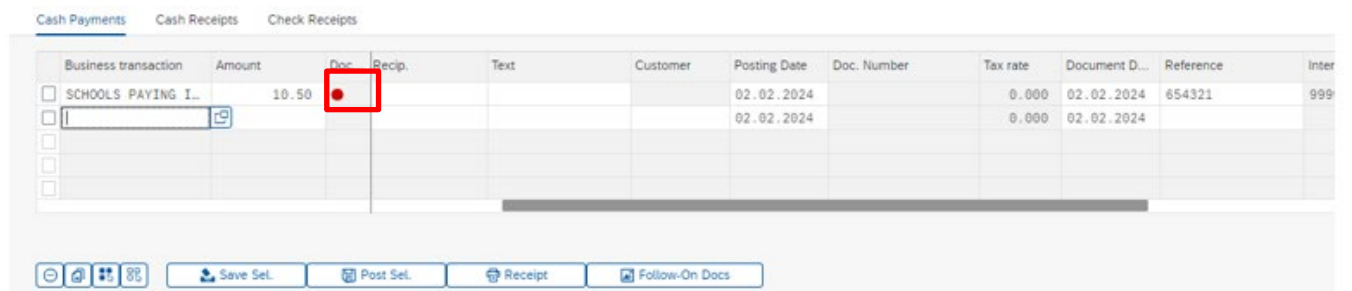 Cash Payments Cash Receipts Check Receipts
Business transaction Amount Doc. Recip. Text Customer Posting Date Doc. Number Tax rate Document D... Reference Inter
SCHOOLS PAYING I... 10.50 02.02.2024 0.000 02.02.2024 654321 999
02.02.2024 0.000 02.02.2024
Save Sel. Post Sel. Receipt Follow-On Docs